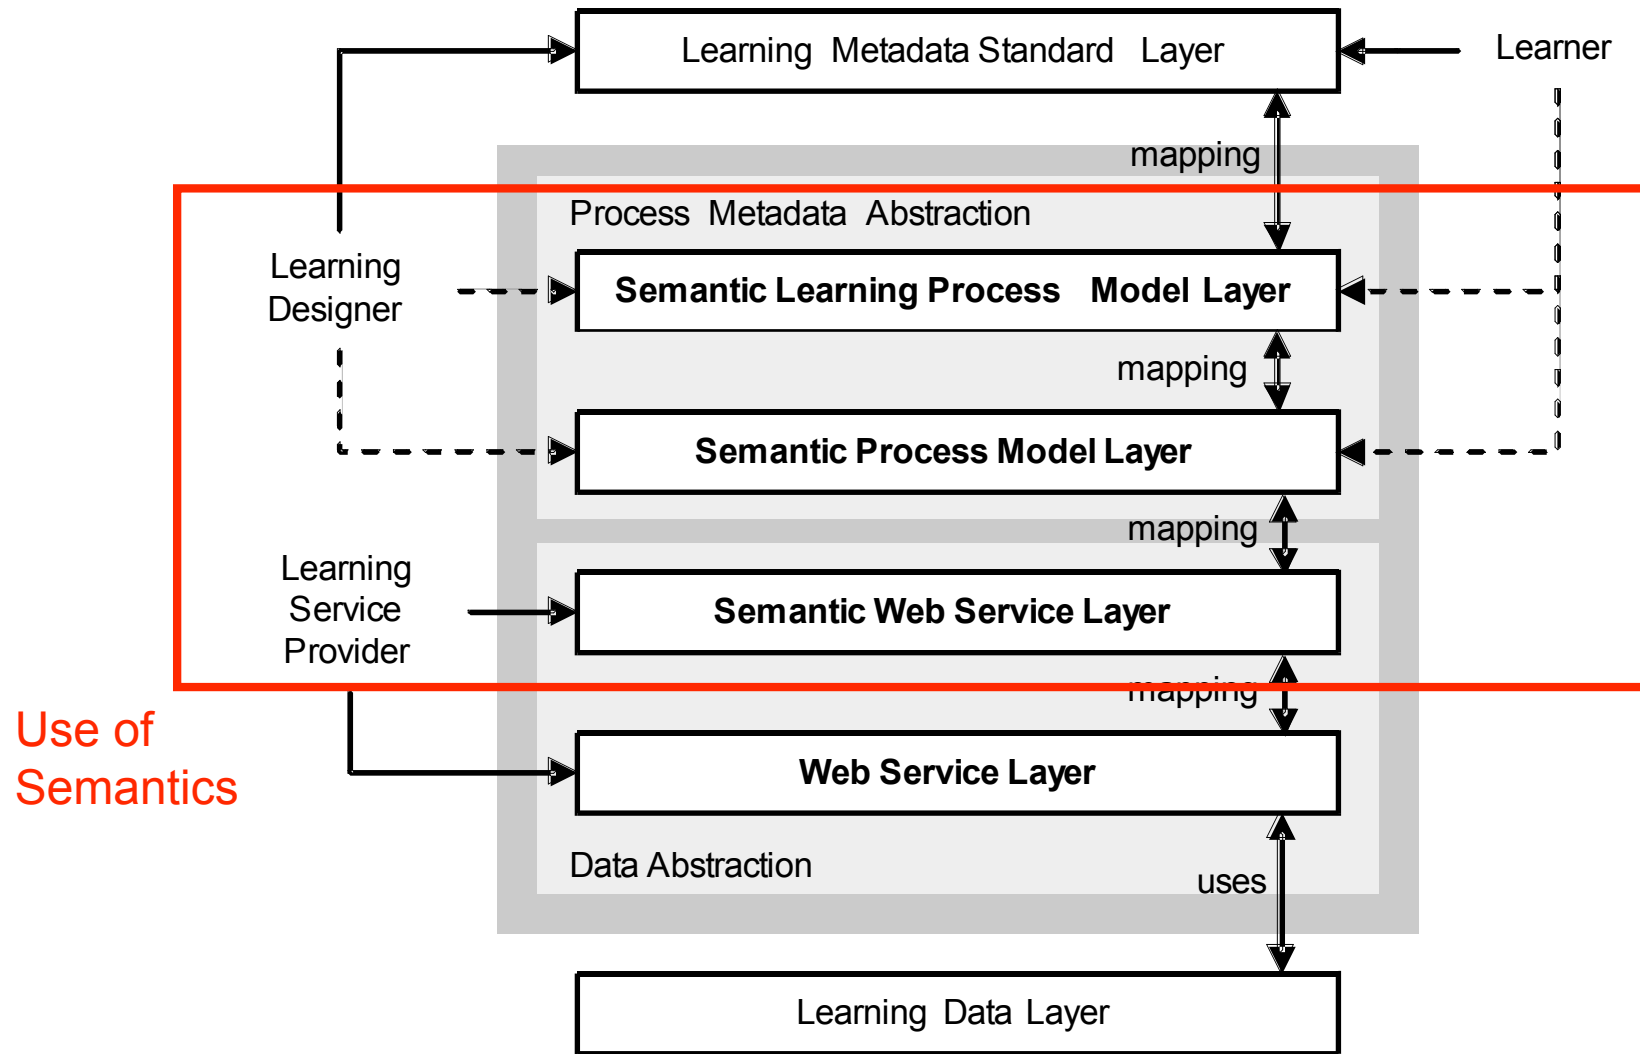 Learning Metadata Standard Layer
Learner
mapping
Process Metadata Abstraction
Learning
Designer
Semantic Learning Process Model Layer
mapping
Semantic Process Model Layer
mapping
Learning
Service
Provider
Semantic Web Service Layer
mapping
Use of
Semantics
Web Service Layer
Data Abstraction
uses
Learning Data Layer